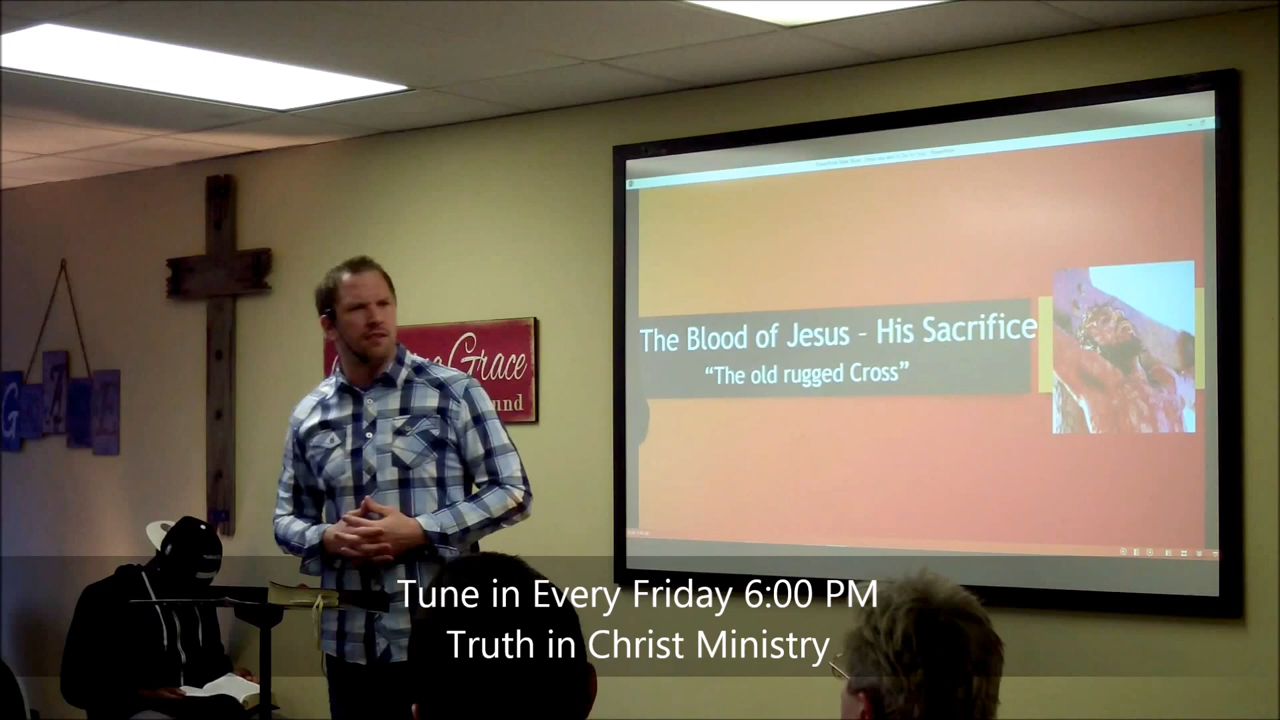 Grace
The Blood of Jesus - His Sacrifice
“The old rugged Cross”
Tune in Every Friday 6:00 PM
Truth in Christ Ministry